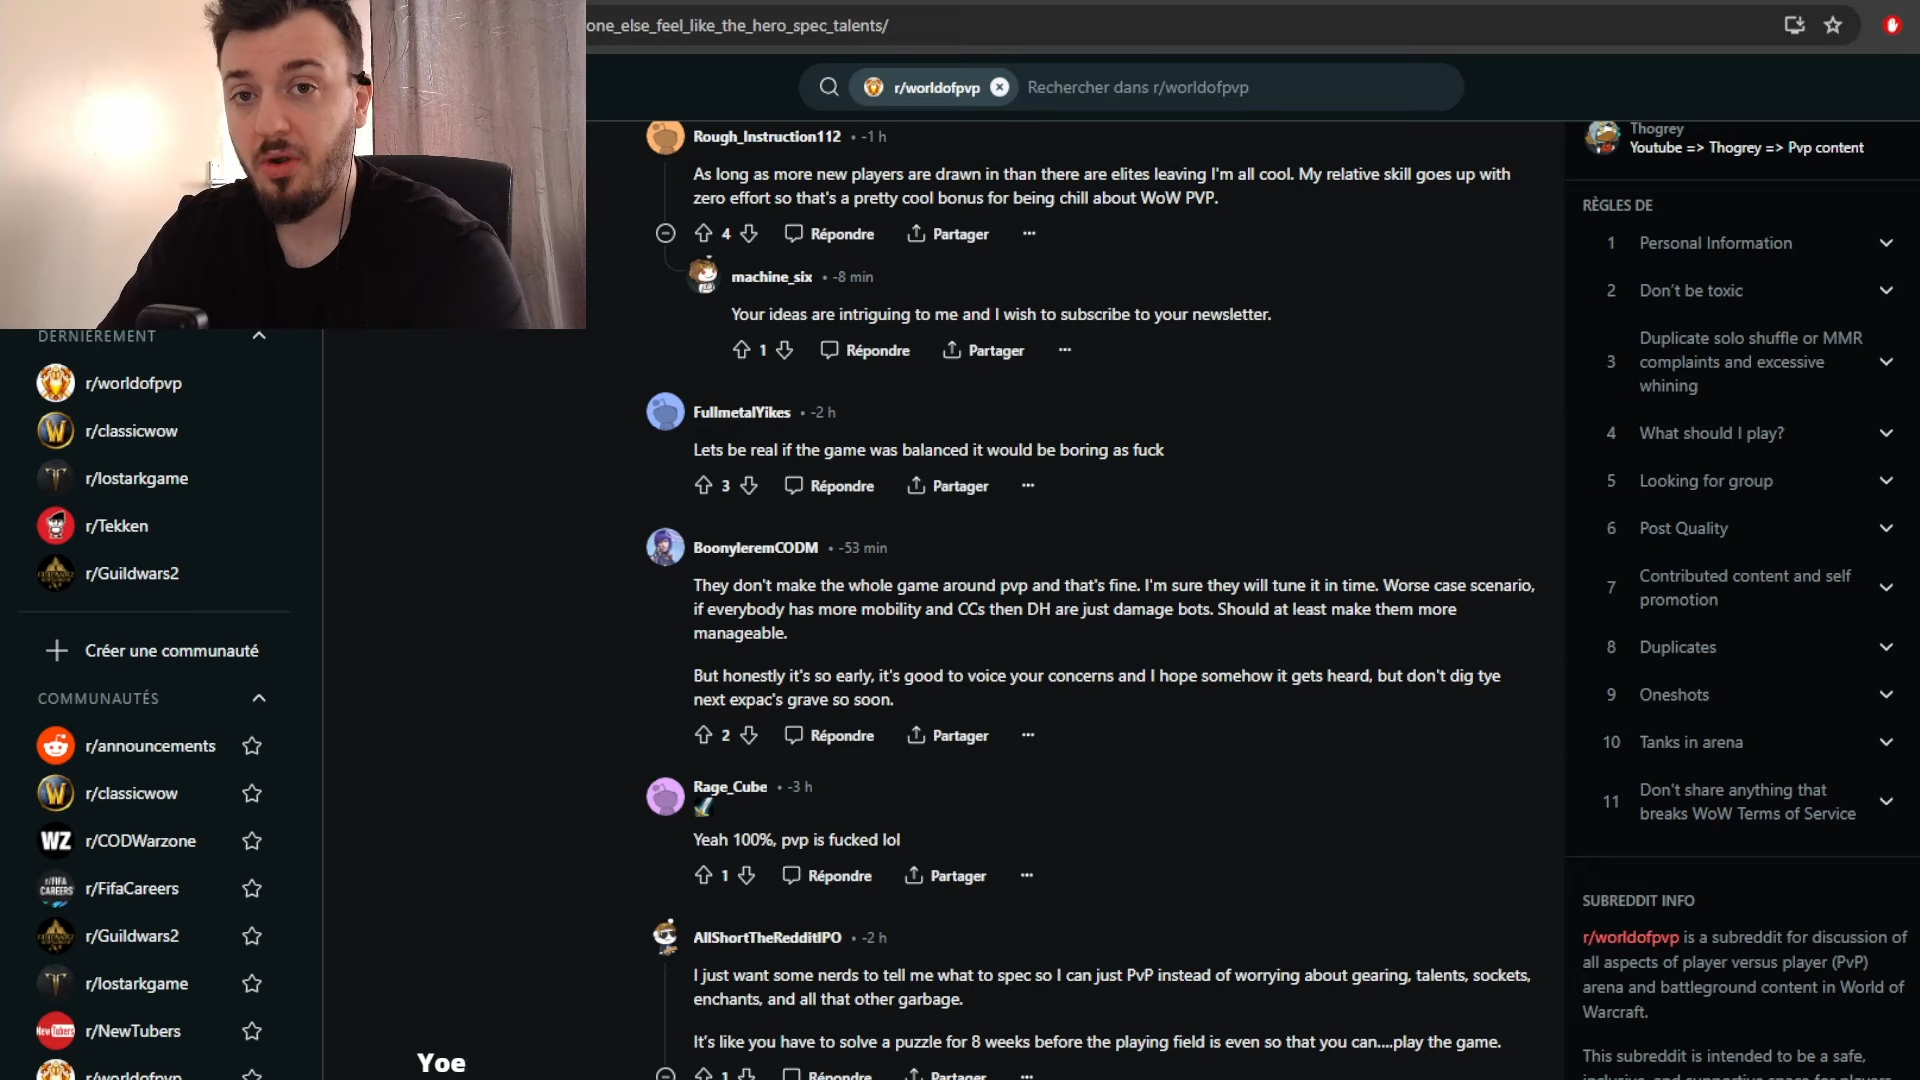 one_else_feel_like_the_hero_spec_talents/
r/worldofpvp
Rechercher dans r/worldofpvp
Rough_Instruction112 • -1 h
As long as more new players are drawn in than there are elites leaving I'm all cool. My relative skill goes up with
zero effort so that's a pretty cool bonus for being chill about WoW PVP.
4 Répondre Partager ...
machine_six • -8 min
Your ideas are intriguing to me and I wish to subscribe to your newsletter.
1 Répondre Partager ...
FullmetalYikes • -2 h
Lets be real if the game was balanced it would be boring as fuck
3 Répondre Partager ...
BoonyleremCODM • -53 min
They don't make the whole game around pvp and that's fine. I'm sure they will tune it in time. Worse case scenario,
if everybody has more mobility and CCs then DH are just damage bots. Should at least make them more
manageable.
But honestly it's so early, it's good to voice your concerns and I hope somehow it gets heard, but don't dig tye
next expac's grave so soon.
2 Répondre Partager ...
Rage_Cube • -3 h
Yeah 100%, pvp is fucked lol
1 Répondre Partager ...
AllShortTheRedditIPO • -2 h
I just want some nerds to tell me what to spec so I can just PvP instead of worrying about gearing, talents, sockets,
enchants, and all that other garbage.
It's like you have to solve a puzzle for 8 weeks before the playing field is even so that you can....play the game.
1 Répondre Partager ...
DERNIÈREMENT
r/worldofpvp
r/classicwow
r/lostarkgame
r/Tekken
r/Guildwars2
Créer une communauté
COMMUNAUTÉS
r/announcements
r/classicwow
WZ r/CODWarzone
r/FIFA CAREERS r/FifaCareers
r/Guildwars2
r/lostarkgame
New Tubers r/NewTubers
r/worldofpvp
Yoe
Thogrey
Youtube => Thogrey => Pvp content
RÈGLES DE
1 Personal Information
2 Don't be toxic
3 Duplicate solo shuffle or MMR
complaints and excessive
whining
4 What should I play?
5 Looking for group
6 Post Quality
7 Contributed content and self
promotion
8 Duplicates
9 Oneshots
10 Tanks in arena
11 Don't share anything that
breaks WoW Terms of Service
SUBREDDIT INFO
r/worldofpvp is a subreddit for discussion of
all aspects of player versus player (PvP)
arena and battleground content in World of
Warcraft.
This subreddit is intended to be a safe,
inclusive, and supportive space for players